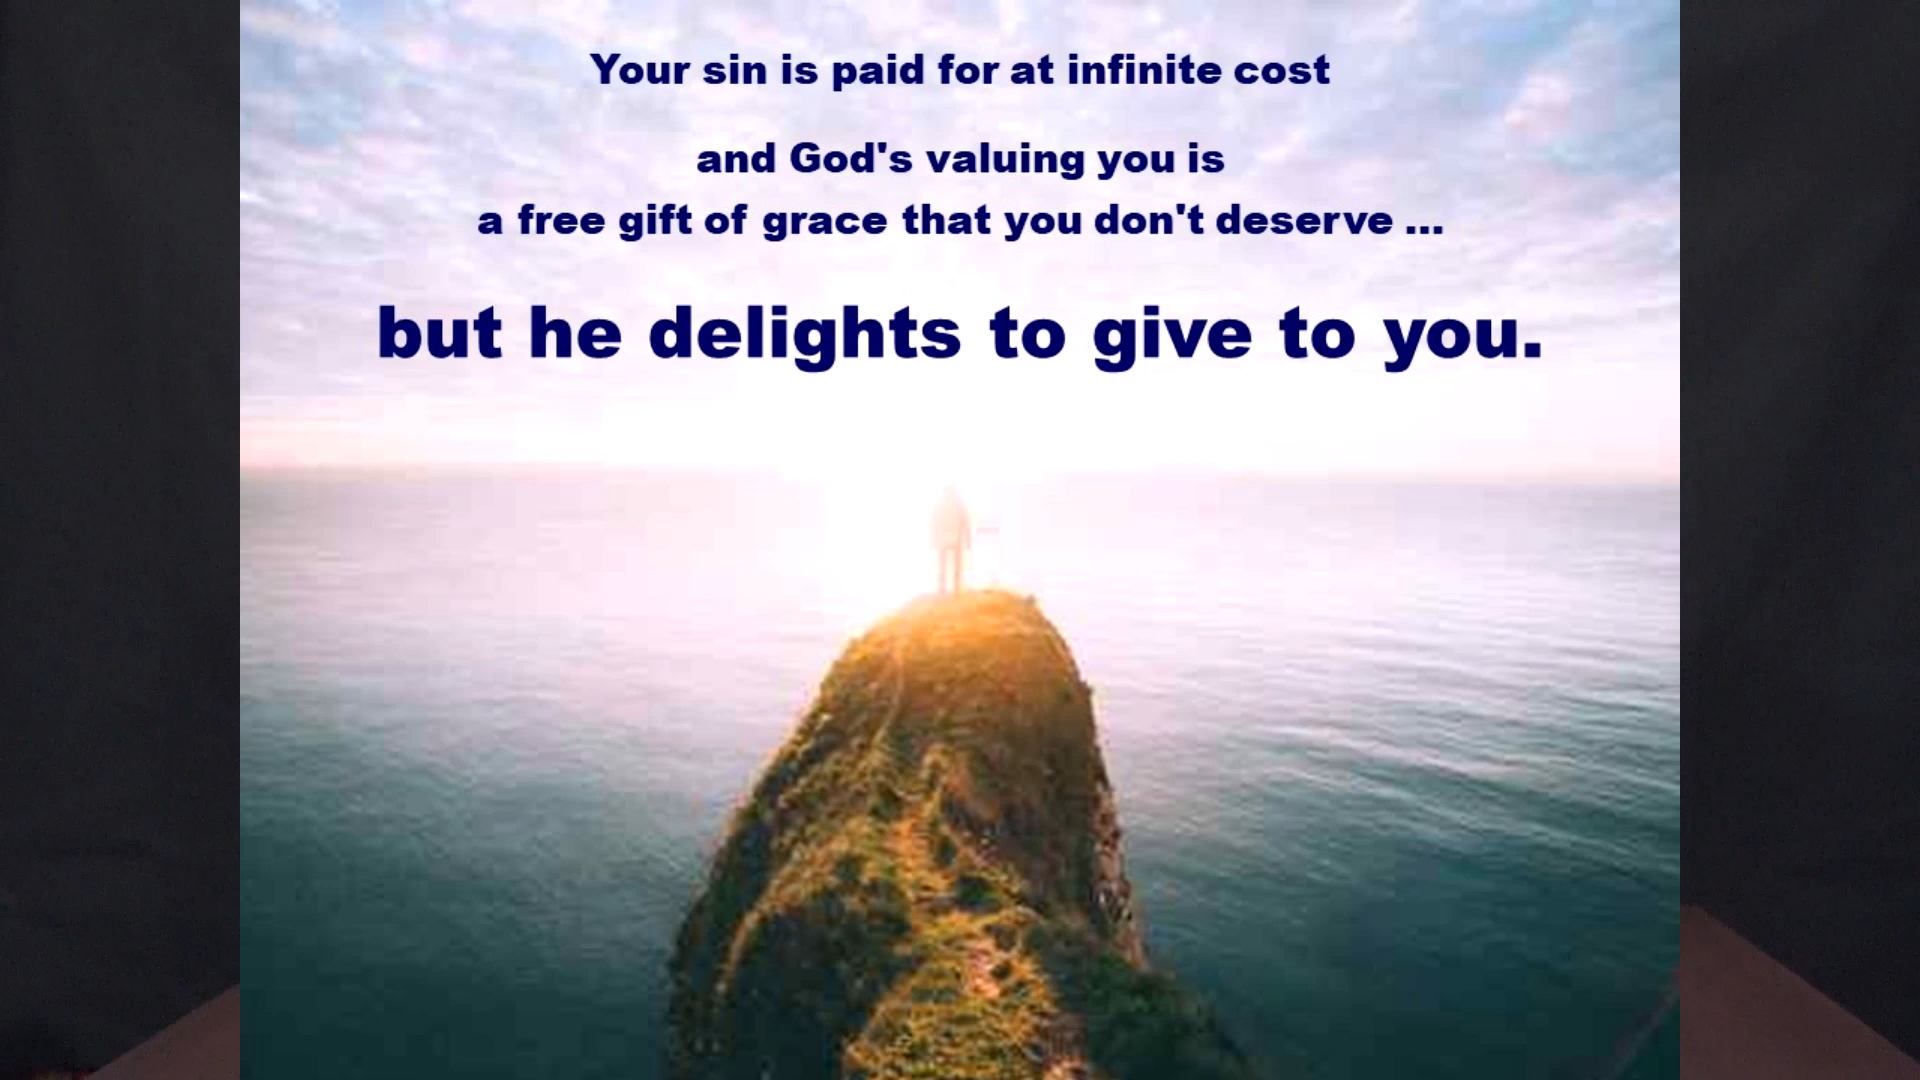 Your sin is paid for at infinite cost
and God's valuing you is
a free gift of grace that you don't deserve ...
but he delights to give to you.